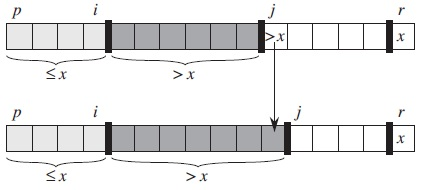 p i j r
>x x
≤x >x
p i j r
x
≤x >x